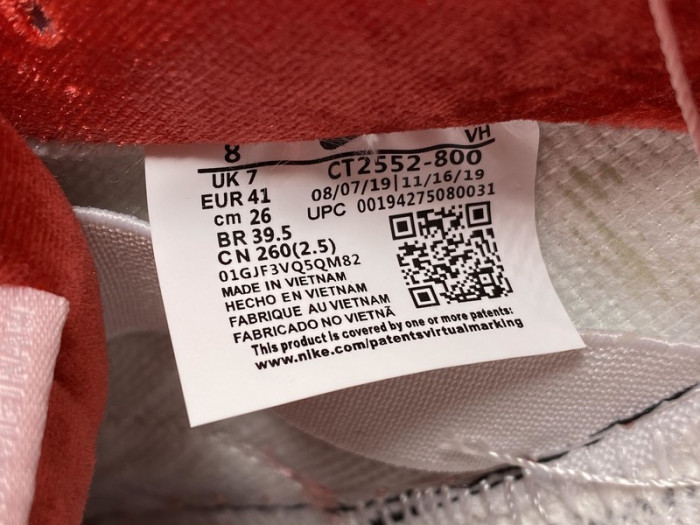 8
VH
UK 7
CT2552-800
EUR 41
08/07/19|11/16/19
cm 26
UPC 00194275080031
BR 39.5
CN 260(2.5)
01GJF3VQ5QM82
MADE IN VIETNAM
HECHO EN VIETNAM
FABRIQUE AU VIETNAM
FABRICADO NO VIETNÃ
This product is covered by one or more patents:
www.nike.com/patentsvirtualmarking